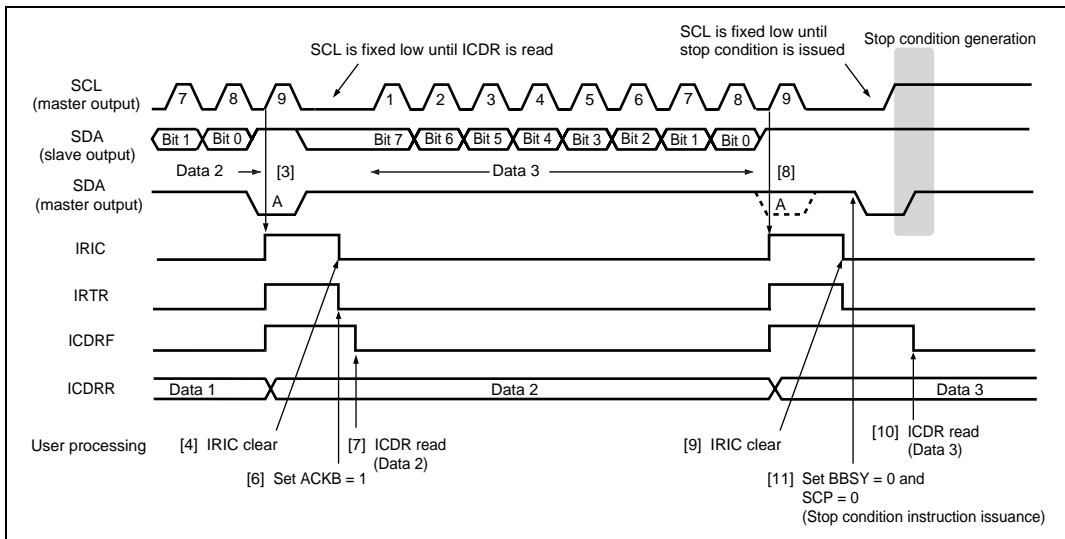 SCL is fixed low until ICDR is read
SCL is fixed low until
stop condition is issued
Stop condition generation
SCL
(master output)
7 8 9 1 2 3 4 5 6 7 8 9
SDA
(slave output)
Bit 1 Bit 0 Bit 7 Bit 6 Bit 5 Bit 4 Bit 3 Bit 2 Bit 1 Bit 0
Data 2 [3] Data 3 [8]
SDA
(master output)
A A
IRIC
IRTR
ICDRF
ICDRR
Data 1 Data 2 Data 3
User processing
[4] IRIC clear
[7] ICDR read
(Data 2)
[6] Set ACKB = 1
[9] IRIC clear
[10] ICDR read
(Data 3)
[11] Set BBSY = 0 and
SCP = 0
(Stop condition instruction issuance)